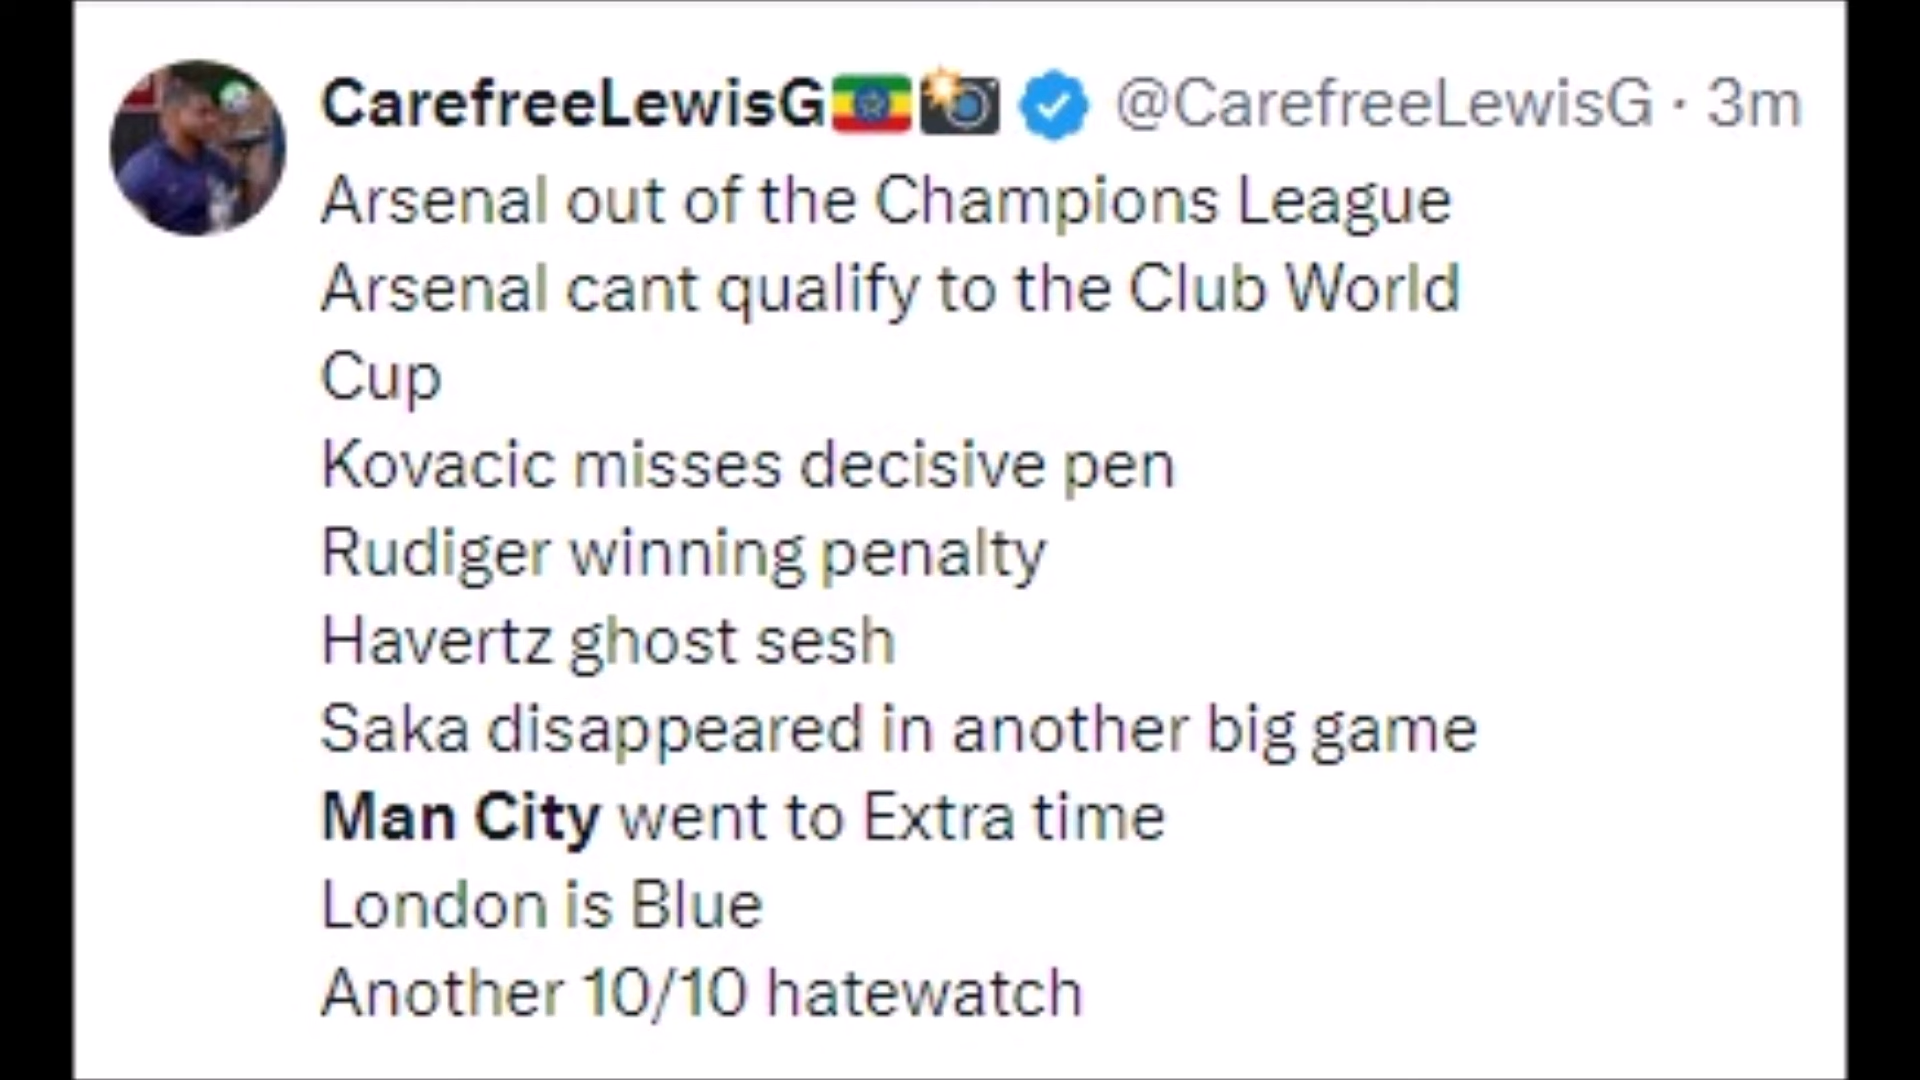 CarefreeLewisG🇪🇹📸 @CarefreeLewisG · 3m
Arsenal out of the Champions League
Arsenal cant qualify to the Club World
Cup
Kovacic misses decisive pen
Rudiger winning penalty
Havertz ghost sesh
Saka disappeared in another big game
Man City went to Extra time
London is Blue
Another 10/10 hatewatch